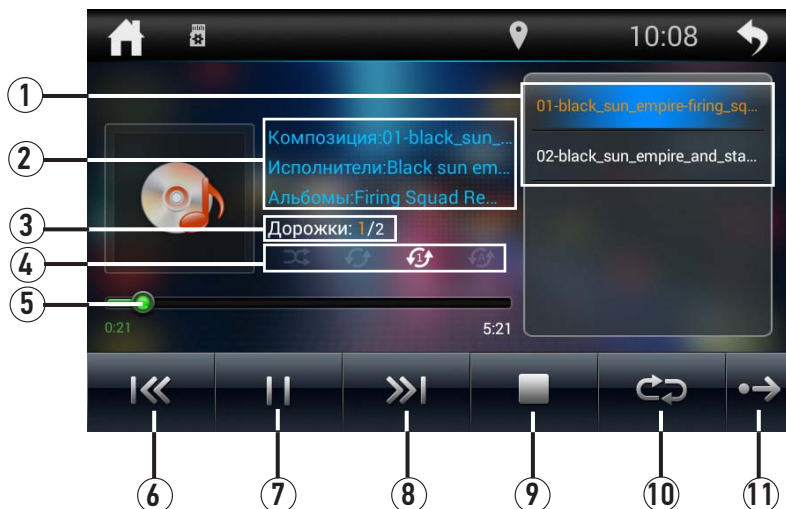 10:08
1
01-black_sun_empire-firing_sq...
2
Композиция:01-black_sun_...
Исполнители:Black sun em...
Альбомы:Firing Squad Re...
02-black_sun_empire_and_sta...
3
Дорожки: 1/2
4
1 A
5
0:21 5:21
6 7 8 9 10 11